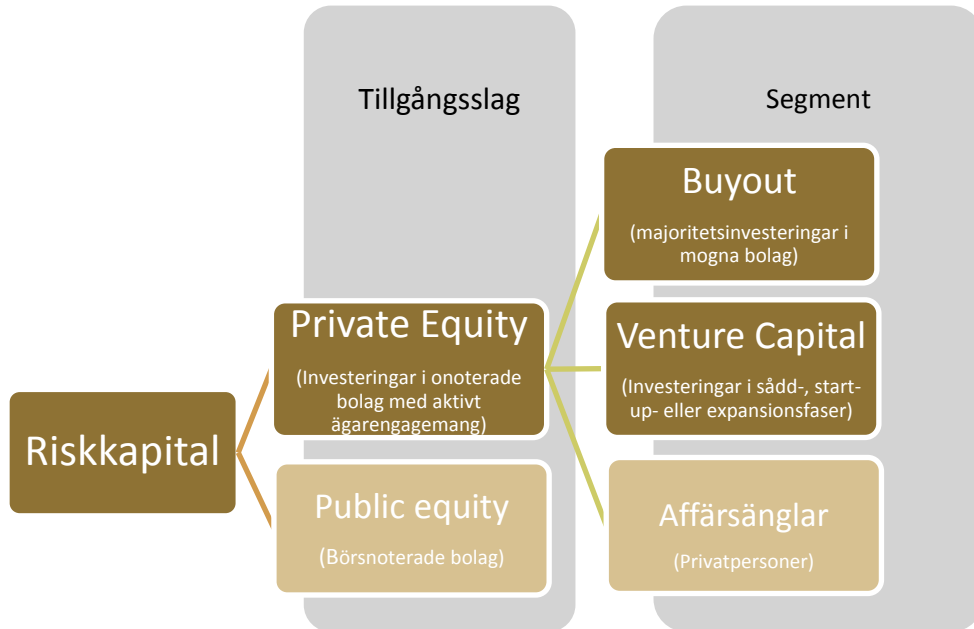 Tillgångsslag
Segment
Riskkapital
Private Equity
(Investeringar i onoterade
bolag med aktivt
ägarengagemang)
Public equity
(Börsnoterade bolag)
Buyout
(majoritetsinvesteringar i
mogna bolag)
Venture Capital
(Investeringar i sådd-, start-
up- eller expansionsfaser)
Affärsänglar
(Privatpersoner)